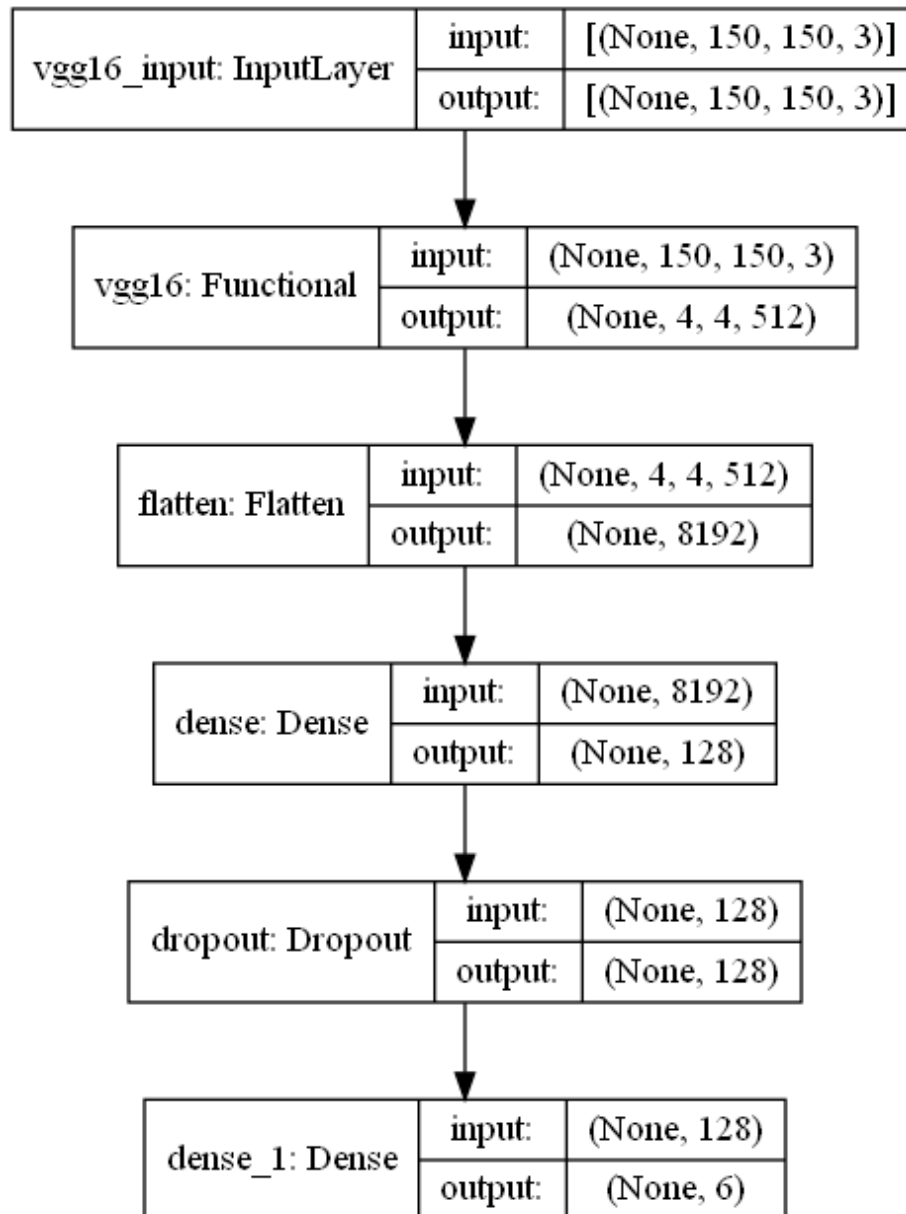 vgg16_input: InputLayer
input:
[(None, 150, 150, 3)]
output:
[(None, 150, 150, 3)]
vgg16: Functional
input:
(None, 150, 150, 3)
output:
(None, 4, 4, 512)
flatten: Flatten
input:
(None, 4, 4, 512)
output:
(None, 8192)
dense: Dense
input:
(None, 8192)
output:
(None, 128)
dropout: Dropout
input:
(None, 128)
output:
(None, 128)
dense_1: Dense
input:
(None, 128)
output:
(None, 6)